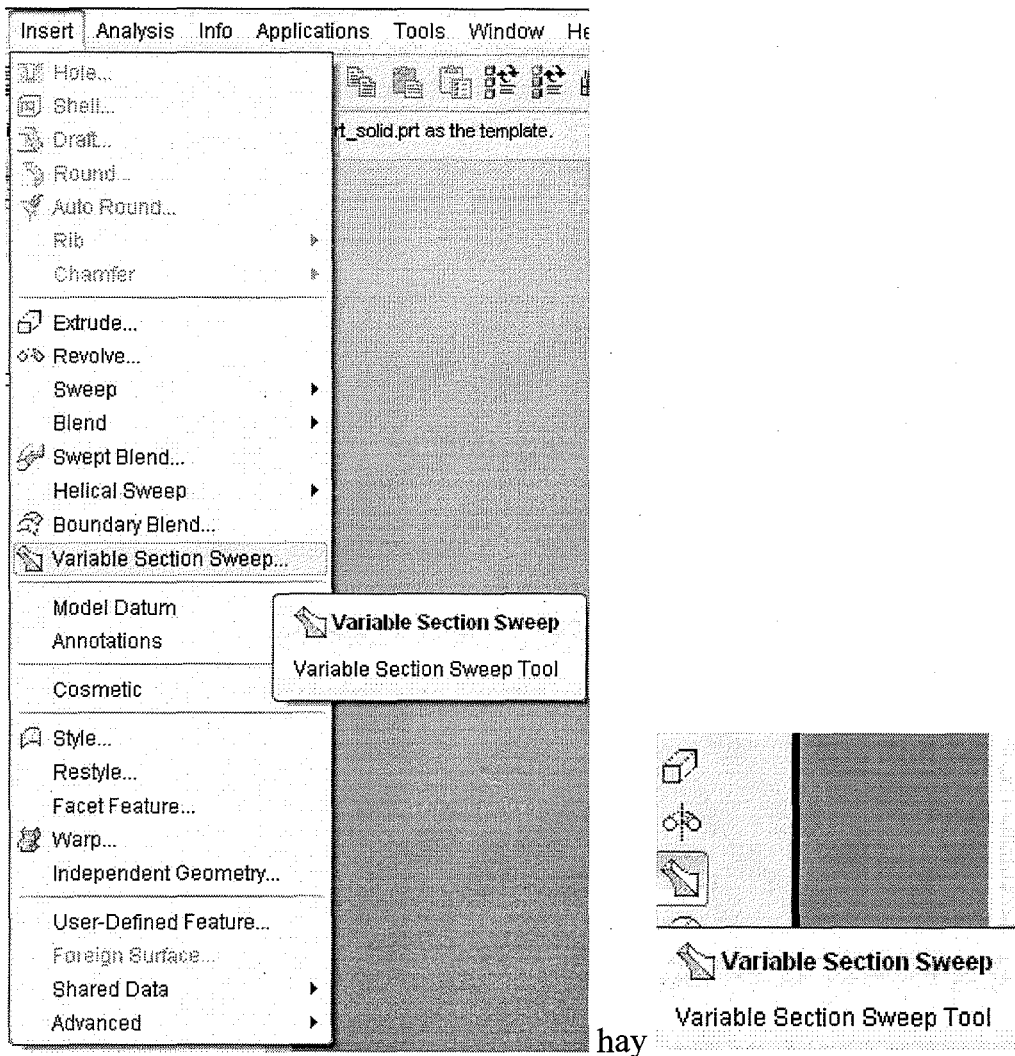 Insert Analysis Info Applications Tools Window He
Hole...
Shell...
Draft...
rt_solid.prt as the template.
Round...
Auto Round...
Rib
Chamfer
Extrude...
Revolve...
Sweep
Blend
Swept Blend...
Helical Sweep
Boundary Blend...
Variable Section Sweep...
Model Datum
Annotations
Variable Section Sweep
Variable Section Sweep Tool
Cosmetic
Style...
Restyle...
Facet Feature...
Warp...
Independent Geometry...
User-Defined Feature...
Foreign Surface...
Shared Data
Advanced
hay
Variable Section Sweep
Variable Section Sweep Tool